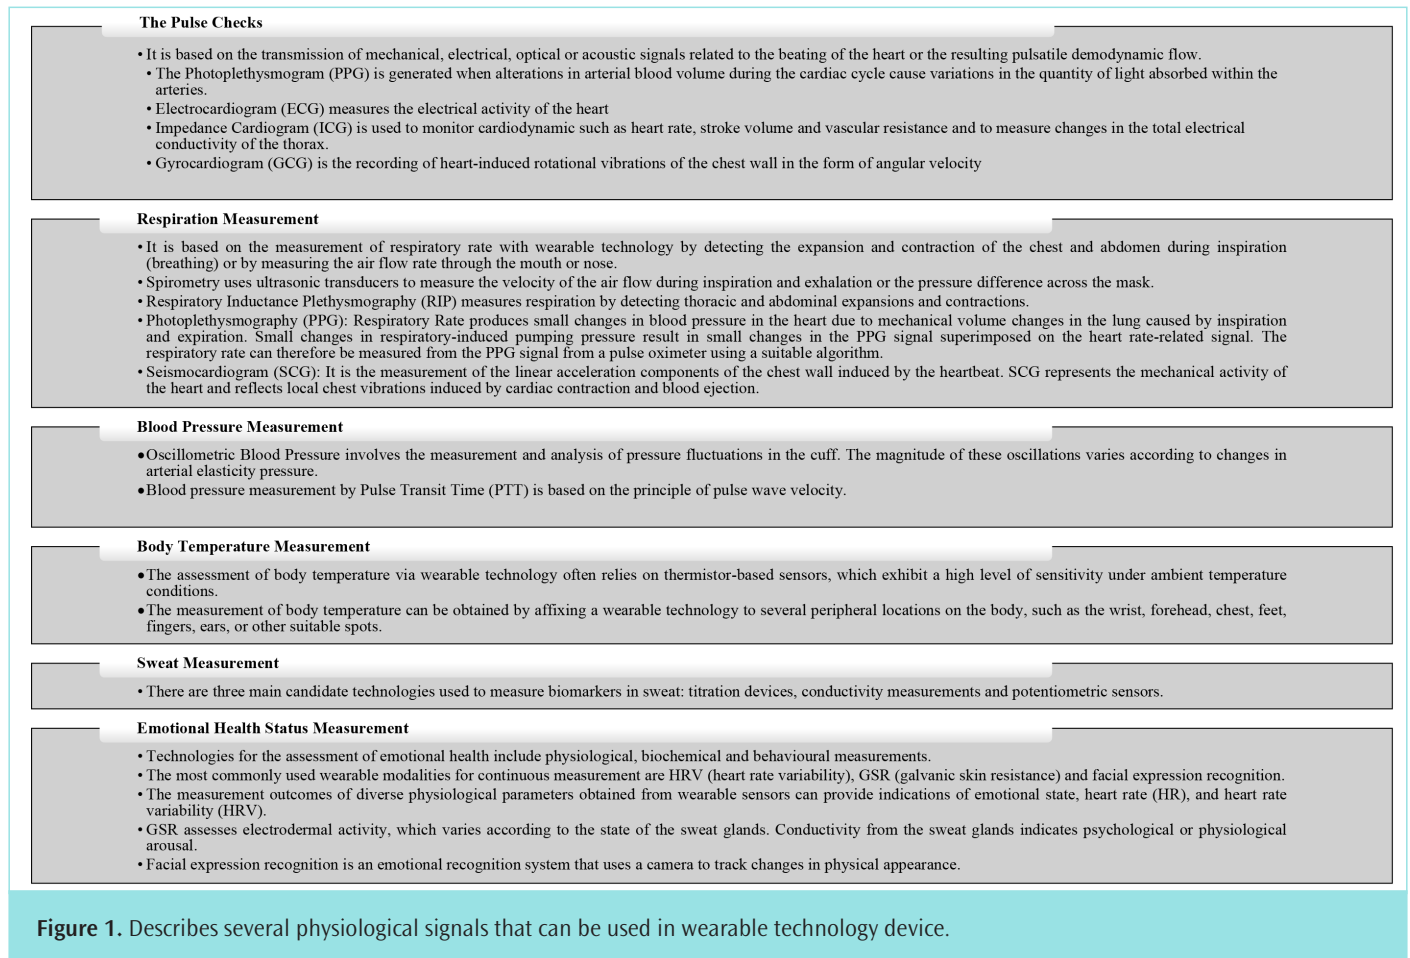 The Pulse Checks
• It is based on the transmission of mechanical, electrical, optical or acoustic signals related to the beating of the heart or the resulting pulsatile demodynamic flow.
• The Photoplethysmogram (PPG) is generated when alterations in arterial blood volume during the cardiac cycle cause variations in the quantity of light absorbed within the
arteries.
• Electrocardiogram (ECG) measures the electrical activity of the heart
• Impedance Cardiogram (ICG) is used to monitor cardiodynamic such as heart rate, stroke volume and vascular resistance and to measure changes in the total electrical
conductivity of the thorax.
• Gyrocardiogram (GCG) is the recording of heart-induced rotational vibrations of the chest wall in the form of angular velocity
Respiration Measurement
• It is based on the measurement of respiratory rate with wearable technology by detecting the expansion and contraction of the chest and abdomen during inspiration
(breathing) or by measuring the air flow rate through the mouth or nose.
• Spirometry uses ultrasonic transducers to measure the velocity of the air flow during inspiration and exhalation or the pressure difference across the mask.
• Respiratory Inductance Plethysmography (RIP) measures respiration by detecting thoracic and abdominal expansions and contractions.
• Photoplethysmography (PPG): Respiratory Rate produces small changes in blood pressure in the heart due to mechanical volume changes in the lung caused by inspiration
and expiration. Small changes in respiratory-induced pumping pressure result in small changes in the PPG signal superimposed on the heart rate-related signal. The
respiratory rate can therefore be measured from the PPG signal from a pulse oximeter using a suitable algorithm.
• Seismocardiogram (SCG): It is the measurement of the linear acceleration components of the chest wall induced by the heartbeat. SCG represents the mechanical activity of
the heart and reflects local chest vibrations induced by cardiac contraction and blood ejection.
Blood Pressure Measurement
●Oscillometric Blood Pressure involves the measurement and analysis of pressure fluctuations in the cuff. The magnitude of these oscillations varies according to changes in
arterial elasticity pressure.
●Blood pressure measurement by Pulse Transit Time (PTT) is based on the principle of pulse wave velocity.
Body Temperature Measurement
●The assessment of body temperature via wearable technology often relies on thermistor-based sensors, which exhibit a high level of sensitivity under ambient temperature
conditions.
●The measurement of body temperature can be obtained by affixing a wearable technology to several peripheral locations on the body, such as the wrist, forehead, chest, feet,
fingers, ears, or other suitable spots.
Sweat Measurement
• There are three main candidate technologies used to measure biomarkers in sweat: titration devices, conductivity measurements and potentiometric sensors.
Emotional Health Status Measurement
• Technologies for the assessment of emotional health include physiological, biochemical and behavioural measurements.
• The most commonly used wearable modalities for continuous measurement are HRV (heart rate variability), GSR (galvanic skin resistance) and facial expression recognition.
• The measurement outcomes of diverse physiological parameters obtained from wearable sensors can provide indications of emotional state, heart rate (HR), and heart rate
variability (HRV).
• GSR assesses electrodermal activity, which varies according to the state of the sweat glands. Conductivity from the sweat glands indicates psychological or physiological
arousal.
• Facial expression recognition is an emotional recognition system that uses a camera to track changes in physical appearance.
Figure 1. Describes several physiological signals that can be used in wearable technology device.